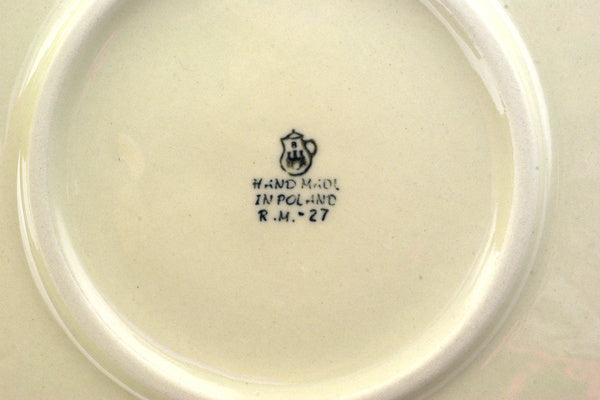 B
HAND MADE
IN POLAND
R.M.-27